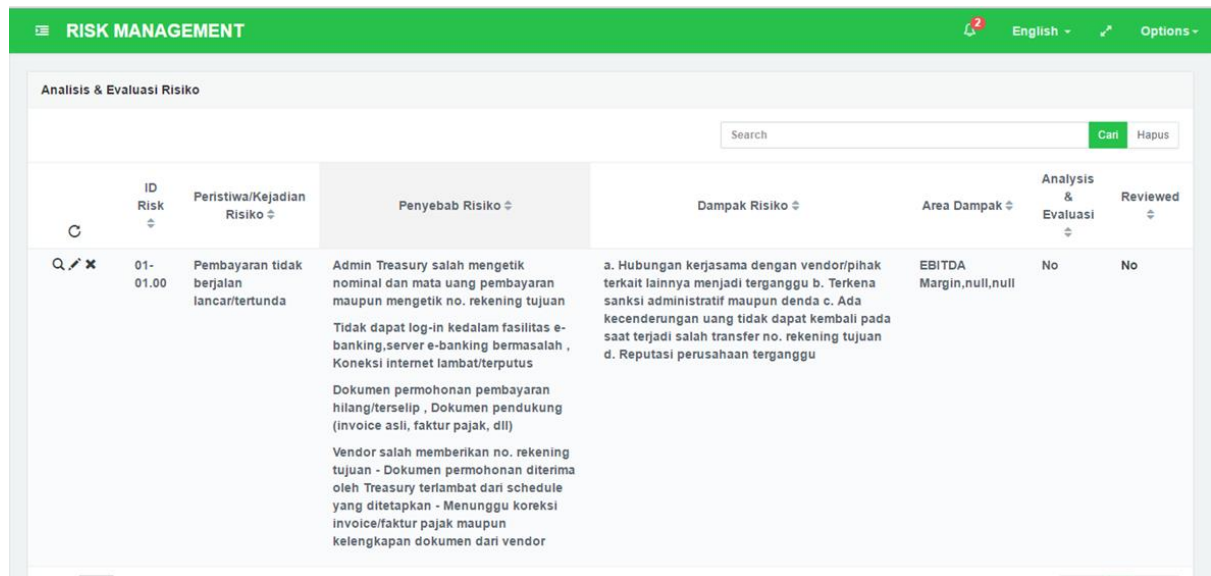 RISK MANAGEMENT
2
English
Options
Analisis & Evaluasi Risiko
Search
Cari
Hapus
ID
Risk
Peristiwa/Kejadian
Risiko
Penyebab Risiko
Dampak Risiko
Area Dampak
Analysis
&
Evaluasi
Reviewed
01-
01.00
Pembayaran tidak
berjalan
lancar/tertunda
Admin Treasury salah mengetik
nominal dan mata uang pembayaran
maupun mengetik no. rekening tujuan
Tidak dapat log-in kedalam fasilitas e-
banking,server e-banking bermasalah ,
Koneksi internet lambat/terputus
Dokumen permohonan pembayaran
hilang/terselip , Dokumen pendukung
(invoice asli, faktur pajak, dll)
Vendor salah memberikan no. rekening
tujuan - Dokumen permohonan diterima
oleh Treasury terlambat dari schedule
yang ditetapkan - Menunggu koreksi
invoice/faktur pajak maupun
kelengkapan dokumen dari vendor
a. Hubungan kerjasama dengan vendor/pihak
terkait lainnya menjadi terganggu b. Terkena
sanksi administratif maupun denda c. Ada
kecenderungan uang tidak dapat kembali pada
saat terjadi salah transfer no. rekening tujuan
d. Reputasi perusahaan terganggu
EBITDA
Margin,null,null
No
No